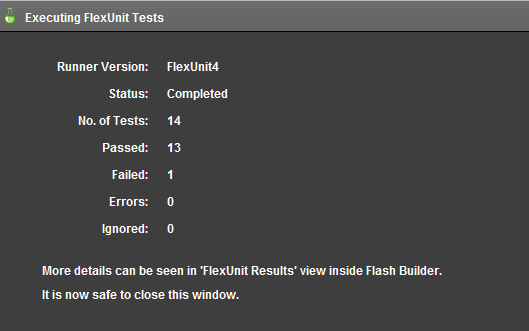 Executing FlexUnit Tests
Runner Version: FlexUnit4
Status: Completed
No. of Tests: 14
Passed: 13
Failed: 1
Errors: 0
Ignored: 0
More details can be seen in 'FlexUnit Results' view inside Flash Builder.
It is now safe to close this window.